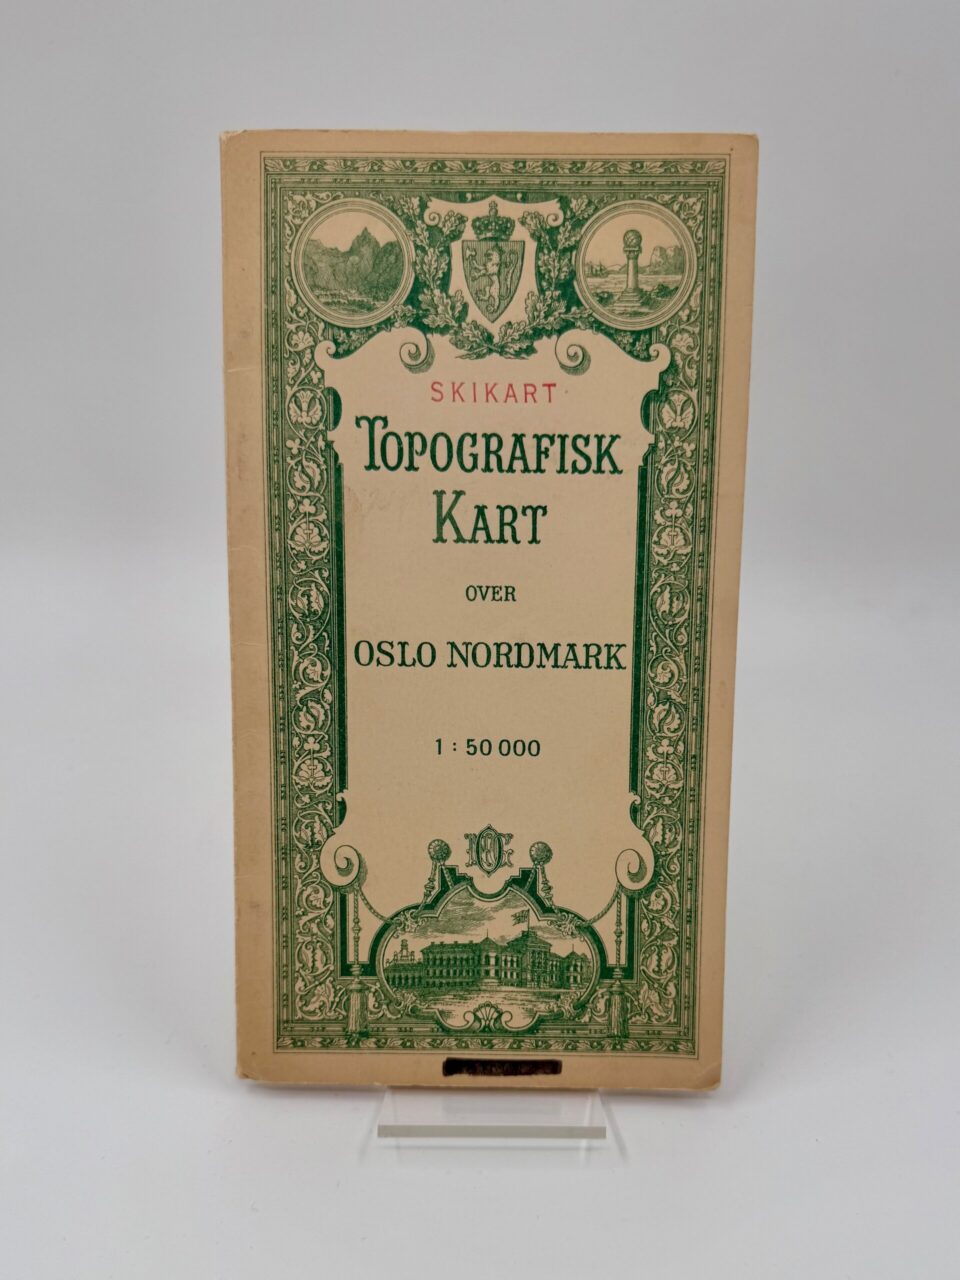 SKIKART
TOPOGRAFISK
KART
OVER
OSLO NORDMARK
1 : 50 000